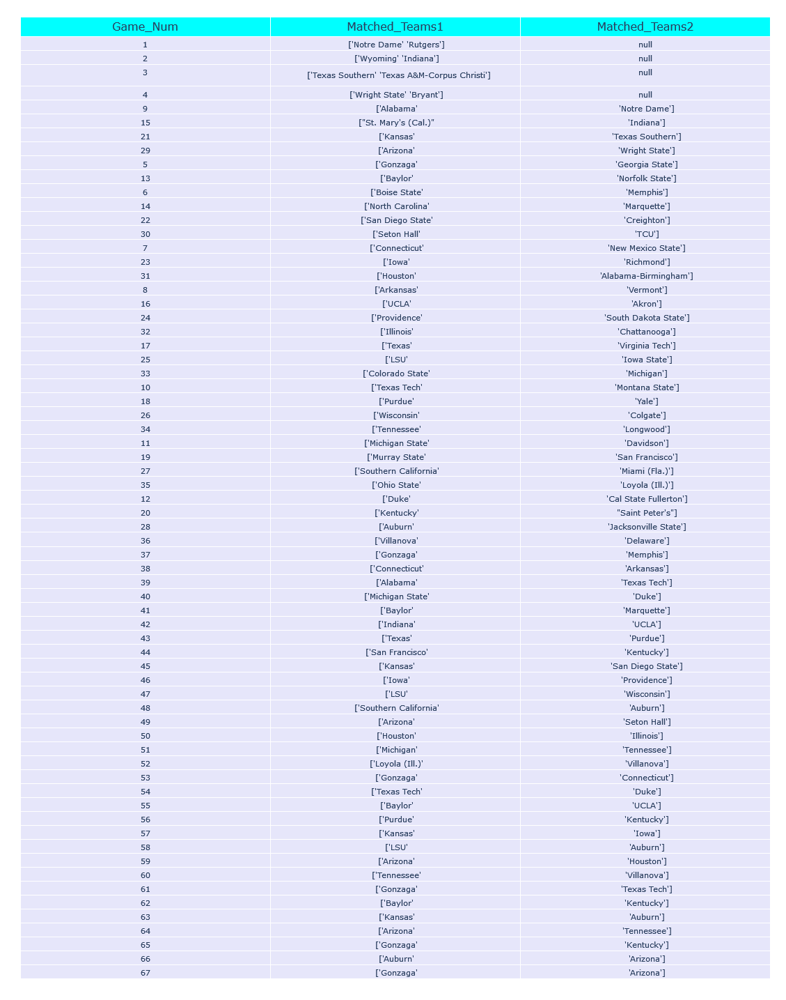 Game_Num Matched_Teams1 Matched_Teams2
1 ['Notre Dame' 'Rutgers'] null
2 ['Wyoming' 'Indiana'] null
3 ['Texas Southern' 'Texas A&M-Corpus Christi'] null
4 ['Wright State' 'Bryant'] null
9 ['Alabama' 'Notre Dame']
15 ["St. Mary's (Cal.)" 'Indiana']
21 ['Kansas' 'Texas Southern']
29 ['Arizona' 'Wright State']
5 ['Gonzaga' 'Georgia State']
13 ['Baylor' 'Norfolk State']
6 ['Boise State' 'Memphis']
14 ['North Carolina' 'Marquette']
22 ['San Diego State' 'Creighton']
30 ['Seton Hall' 'TCU']
7 ['Connecticut' 'New Mexico State']
23 ['Iowa' 'Richmond']
31 ['Houston' 'Alabama-Birmingham']
8 ['Arkansas' 'Vermont']
16 ['UCLA' 'Akron']
24 ['Providence' 'South Dakota State']
32 ['Illinois' 'Chattanooga']
17 ['Texas' 'Virginia Tech']
25 ['LSU' 'Iowa State']
33 ['Colorado State' 'Michigan']
10 ['Texas Tech' 'Montana State']
18 ['Purdue' 'Yale']
26 ['Wisconsin' 'Colgate']
34 ['Tennessee' 'Longwood']
11 ['Michigan State' 'Davidson']
19 ['Murray State' 'San Francisco']
27 ['Southern California' 'Miami (Fla.)']
35 ['Ohio State' 'Loyola (Ill.)']
12 ['Duke' 'Cal State Fullerton']
20 ['Kentucky' "Saint Peter's"]
28 ['Auburn' 'Jacksonville State']
36 ['Villanova' 'Delaware']
37 ['Gonzaga' 'Memphis']
38 ['Connecticut' 'Arkansas']
39 ['Alabama' 'Texas Tech']
40 ['Michigan State' 'Duke']
41 ['Baylor' 'Marquette']
42 ['Indiana' 'UCLA']
43 ['Texas' 'Purdue']
44 ['San Francisco' 'Kentucky']
45 ['Kansas' 'San Diego State']
46 ['Iowa' 'Providence']
47 ['LSU' 'Wisconsin']
48 ['Southern California' 'Auburn']
49 ['Arizona' 'Seton Hall']
50 ['Houston' 'Illinois']
51 ['Michigan' 'Tennessee']
52 ['Loyola (Ill.)' 'Villanova']
53 ['Gonzaga' 'Connecticut']
54 ['Texas Tech' 'Duke']
55 ['Baylor' 'UCLA']
56 ['Purdue' 'Kentucky']
57 ['Kansas' 'Iowa']
58 ['LSU' 'Auburn']
59 ['Arizona' 'Houston']
60 ['Tennessee' 'Villanova']
61 ['Gonzaga' 'Texas Tech']
62 ['Baylor' 'Kentucky']
63 ['Kansas' 'Auburn']
64 ['Arizona' 'Tennessee']
65 ['Gonzaga' 'Kentucky']
66 ['Auburn' 'Arizona']
67 ['Gonzaga' 'Arizona']